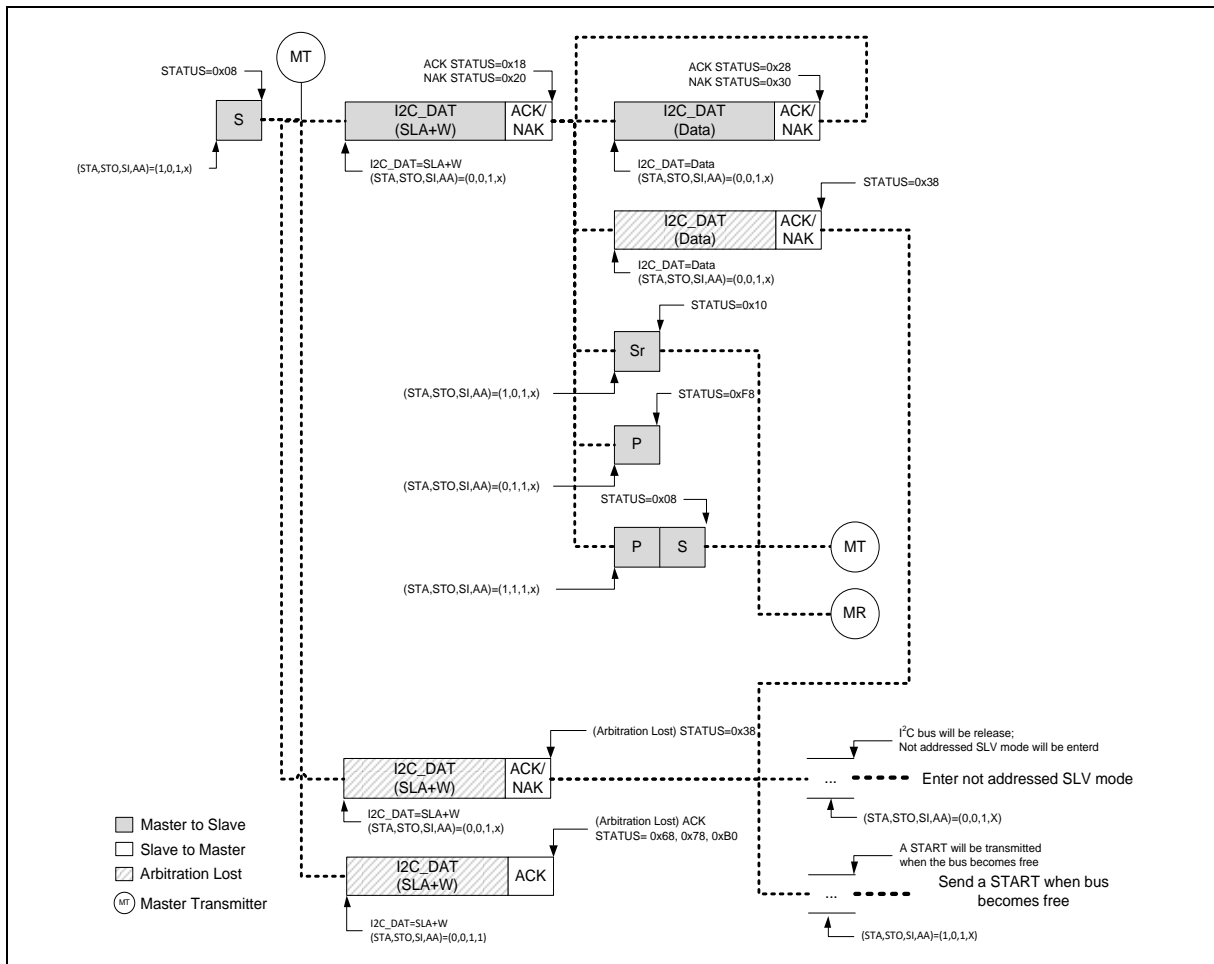 MT
STATUS=0x08
ACK STATUS=0x18
NAK STATUS=0x20
ACK STATUS=0x28
NAK STATUS=0x30
S
I2C_DAT
(SLA+W)
ACK/
NAK
I2C_DAT
(Data)
ACK/
NAK
(STA,STO,SI,AA)=(1,0,1,x)
I2C_DAT=SLA+W
(STA,STO,SI,AA)=(0,0,1,x)
I2C_DAT=Data
(STA,STO,SI,AA)=(0,0,1,x)
STATUS=0x38
I2C_DAT
(Data)
ACK/
NAK
I2C_DAT=Data
(STA,STO,SI,AA)=(0,0,1,x)
STATUS=0x10
Sr
(STA,STO,SI,AA)=(1,0,1,x)
STATUS=0xF8
P
(STA,STO,SI,AA)=(0,1,1,x)
STATUS=0x08
P
S
MT
(STA,STO,SI,AA)=(1,1,1,x)
MR
(Arbitration Lost) STATUS=0x38
I²C bus will be release;
Not addressed SLV mode will be enterd
I2C_DAT
(SLA+W)
ACK/
NAK
...
Enter not addressed SLV mode
I2C_DAT=SLA+W
(STA,STO,SI,AA)=(0,0,1,x)
(STA,STO,SI,AA)=(0,0,1,X)
(Arbitration Lost) ACK
STATUS= 0x68, 0x78, 0xB0
A START will be transmitted
when the bus becomes free
I2C_DAT
(SLA+W)
ACK
...
Send a START when bus
becomes free
I2C_DAT=SLA+W
(STA,STO,SI,AA)=(0,0,1,1)
(STA,STO,SI,AA)=(1,0,1,X)
Master to Slave
Slave to Master
Arbitration Lost
MT
Master Transmitter